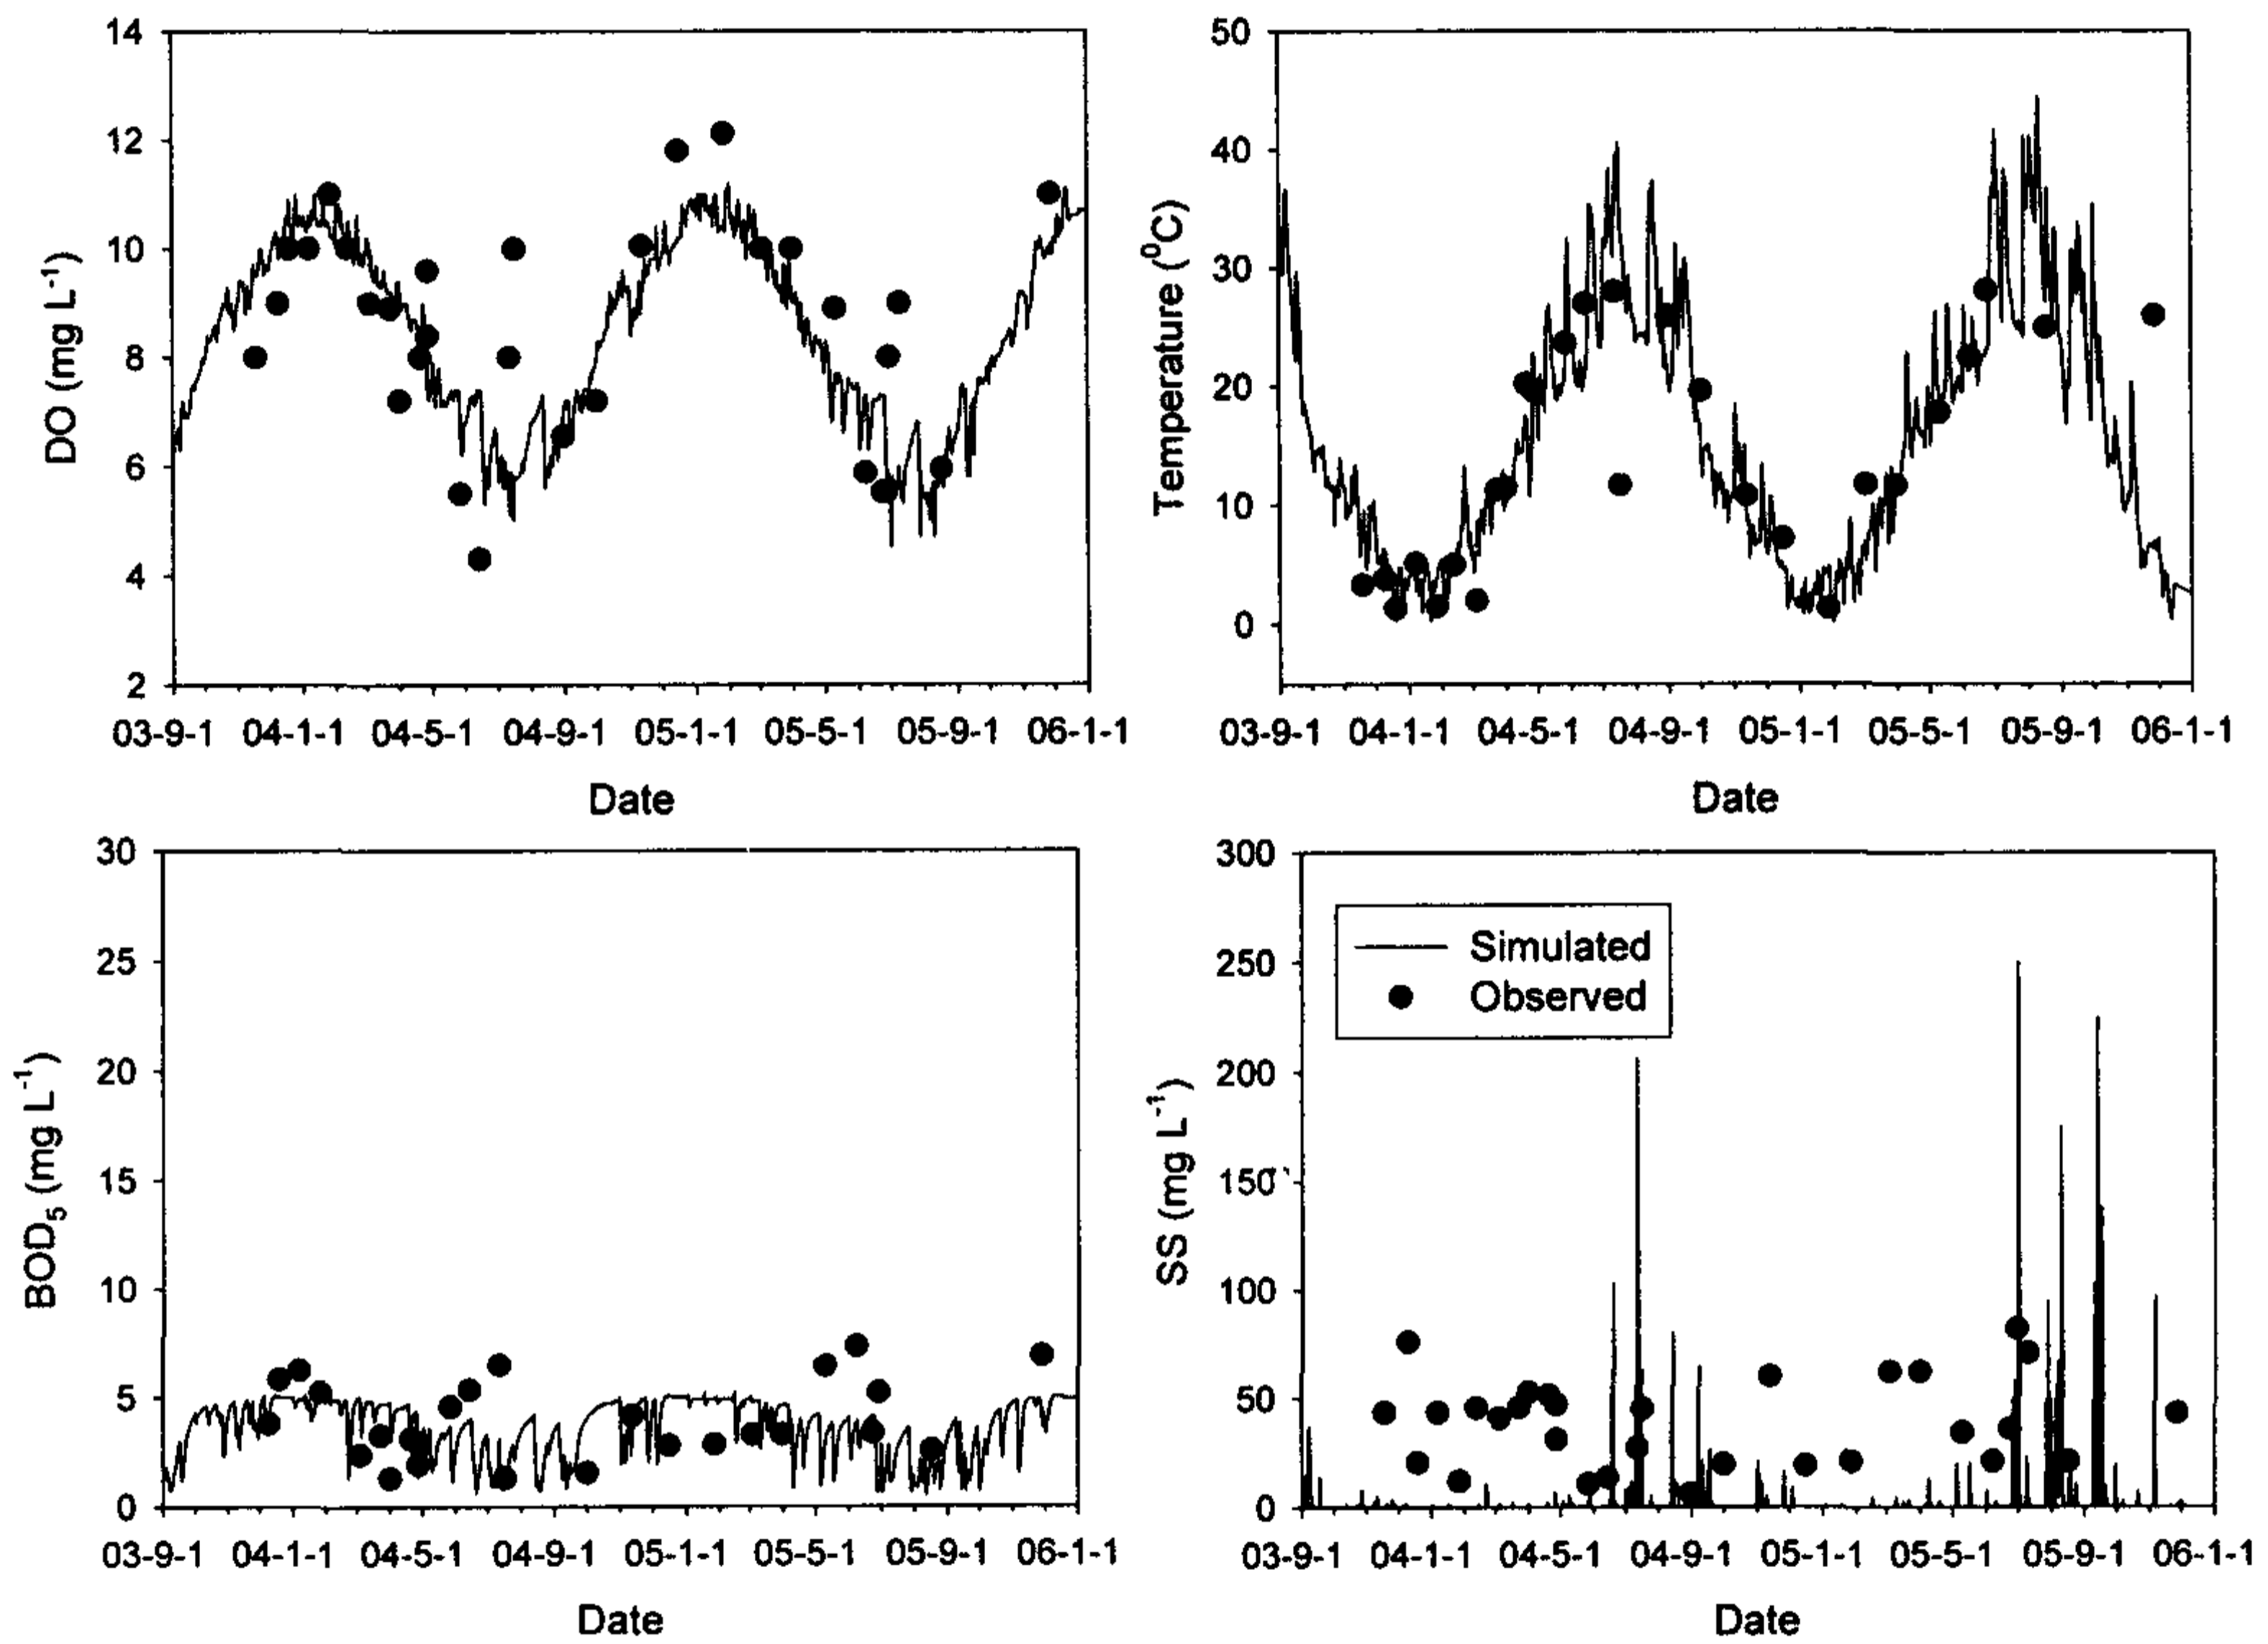 14
12
10
8
6
4
2
DO (mg L⁻¹)
03-9-1 04-1-1 04-5-1 04-9-1 05-1-1 05-5-1 05-9-1 06-1-1
Date
50
40
30
20
10
0
Temperature (⁰C)
03-9-1 04-1-1 04-5-1 04-9-1 05-1-1 05-5-1 05-9-1 06-1-1
Date
30
25
20
15
10
5
0
BOD₅ (mg L⁻¹)
03-9-1 04-1-1 04-5-1 04-9-1 05-1-1 05-5-1 05-9-1 06-1-1
Date
300
250
200
150
100
50
0
SS (mg L⁻¹)
Simulated
Observed
03-9-1 04-1-1 04-5-1 04-9-1 05-1-1 05-5-1 05-9-1 06-1-1
Date